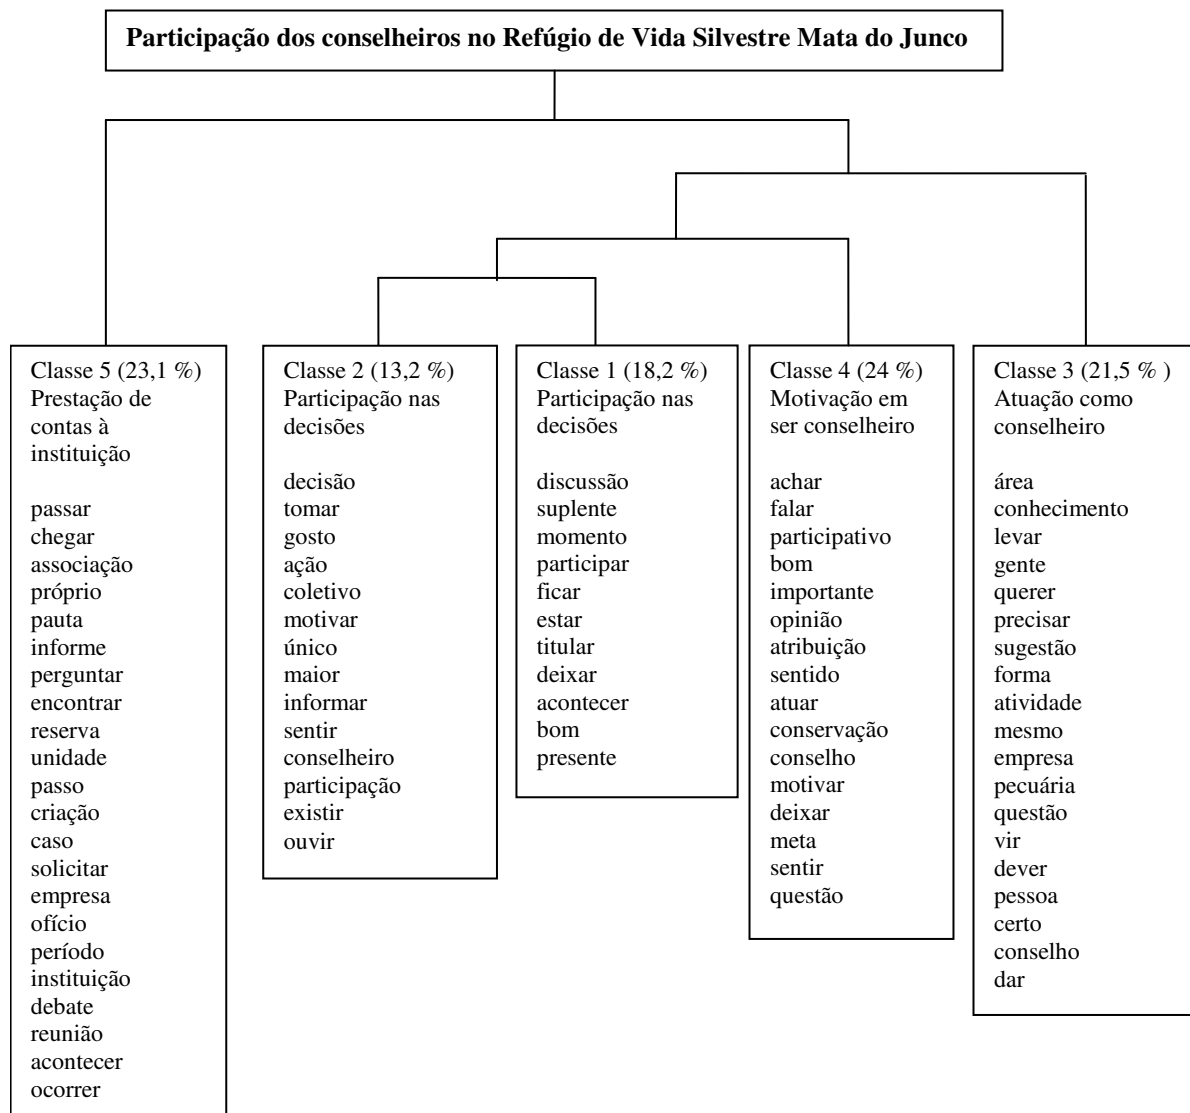 Participação dos conselheiros no Refúgio de Vida Silvestre Mata do Junco
Classe 5 (23,1 %)
Prestação de
contas à
instituição
passar
chegar
associação
próprio
pauta
informe
perguntar
encontrar
reserva
unidade
passo
criação
caso
solicitar
empresa
ofício
período
instituição
debate
reunião
acontecer
ocorrer
Classe 2 (13,2 %)
Participação nas
decisões
decisão
tomar
gosto
ação
coletivo
motivar
único
maior
informar
sentir
conselheiro
participação
existir
ouvir
Classe 1 (18,2 %)
Participação nas
decisões
discussão
suplente
momento
participar
ficar
estar
titular
deixar
acontecer
bom
presente
Classe 4 (24 %)
Motivação em
ser conselheiro
achar
falar
participativo
bom
importante
opinião
atribuição
sentido
atuar
conservação
conselho
motivar
deixar
meta
sentir
questão
Classe 3 (21,5 % )
Atuação como
conselheiro
área
conhecimento
levar
gente
querer
precisar
sugestão
forma
atividade
mesmo
empresa
pecuária
questão
vir
dever
pessoa
certo
conselho
dar